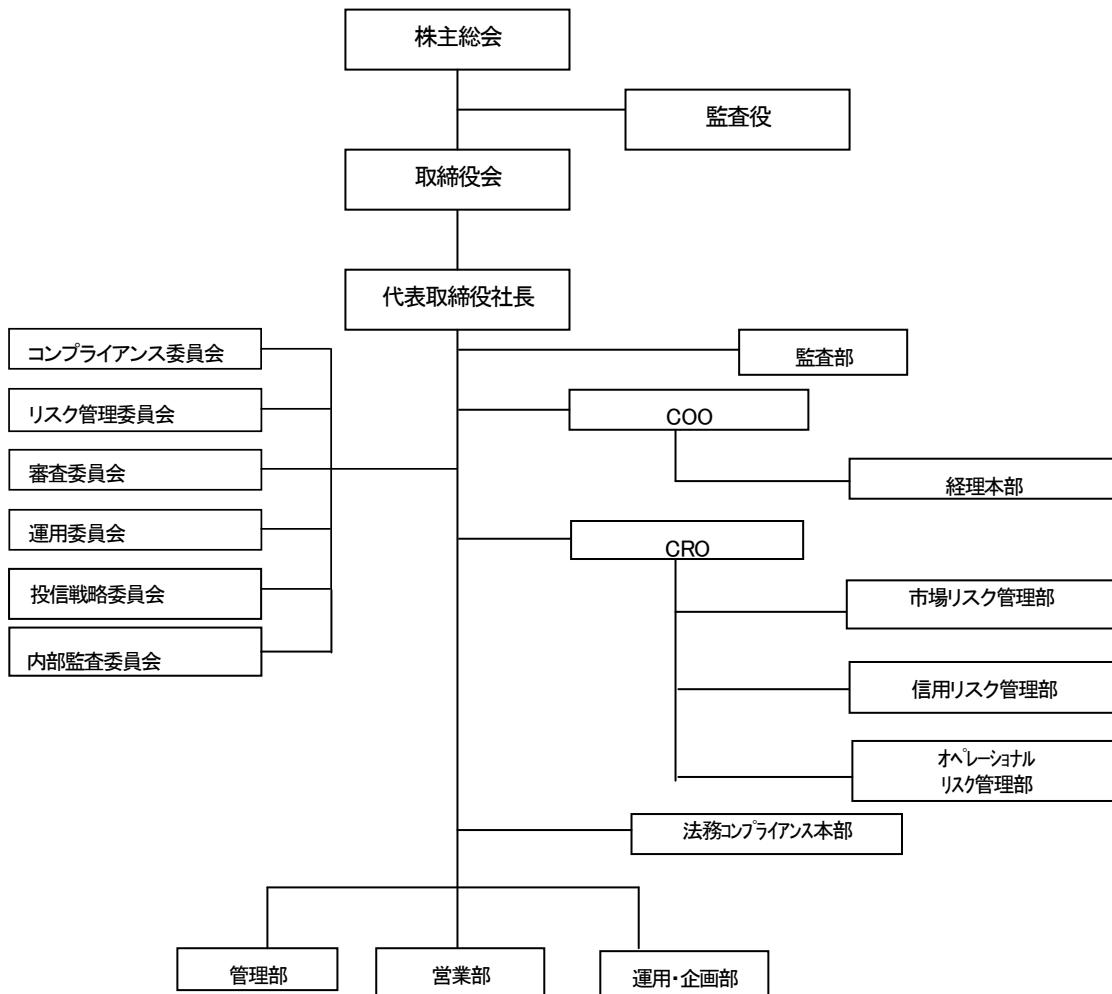 株主総会
監査役
取締役会
代表取締役社長
コンプライアンス委員会
監査部
リスク管理委員会
COO
審査委員会
経理本部
運用委員会
CRO
投信戦略委員会
市場リスク管理部
内部監査委員会
信用リスク管理部
オペレーショナル
リスク管理部
法務コンプライアンス本部
管理部
営業部
運用・企画部